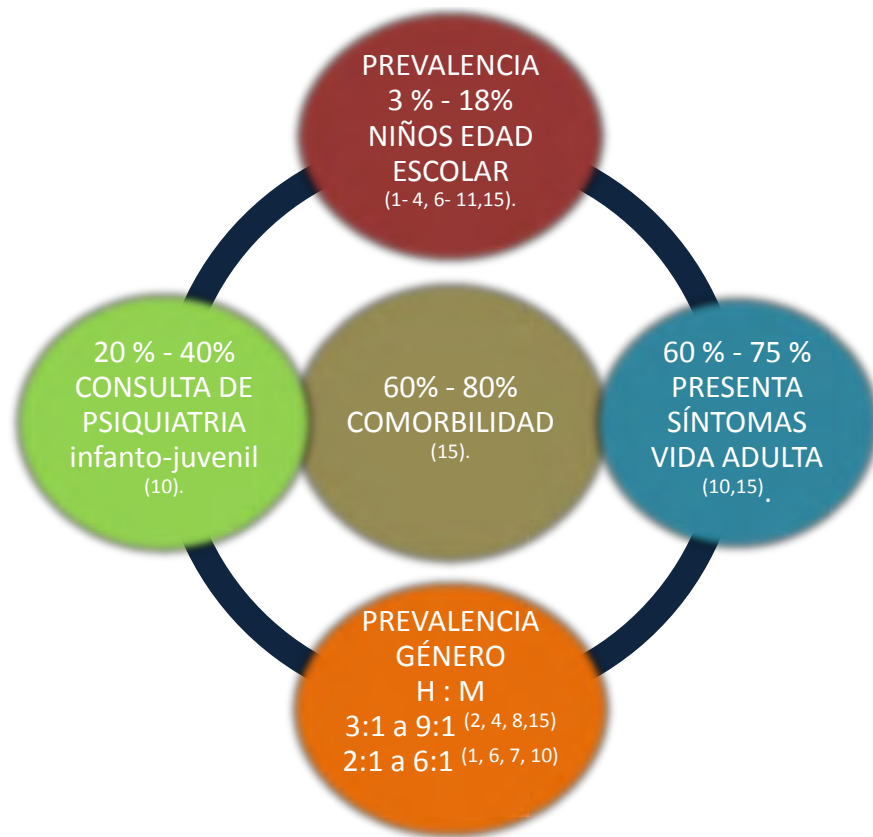 PREVALENCIA
3 % - 18%
NIÑOS EDAD
ESCOLAR
(1- 4, 6- 11,15).
20 % - 40%
CONSULTA DE
PSIQUIATRIA
infanto-juvenil
(10).
60% - 80%
COMORBILIDAD
(15).
60 % - 75 %
PRESENTA
SÍNTOMAS
VIDA ADULTA
(10,15).
PREVALENCIA
GÉNERO
H : M
3:1 a 9:1 (2, 4, 8,15)
2:1 a 6:1 (1, 6, 7, 10)